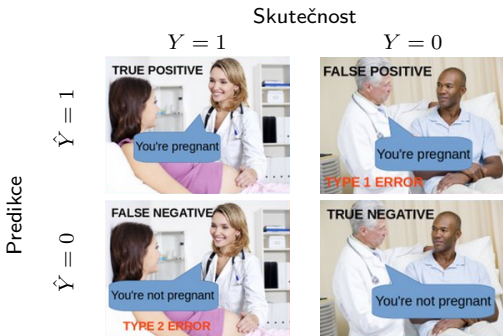 Skutečnost
Y = 1
Y = 0
Predikce
Ŷ = 1
TRUE POSITIVE
You're pregnant
FALSE POSITIVE
You're pregnant
TYPE 1 ERROR
Ŷ = 0
FALSE NEGATIVE
You're not pregnant
TYPE 2 ERROR
TRUE NEGATIVE
You're not pregnant